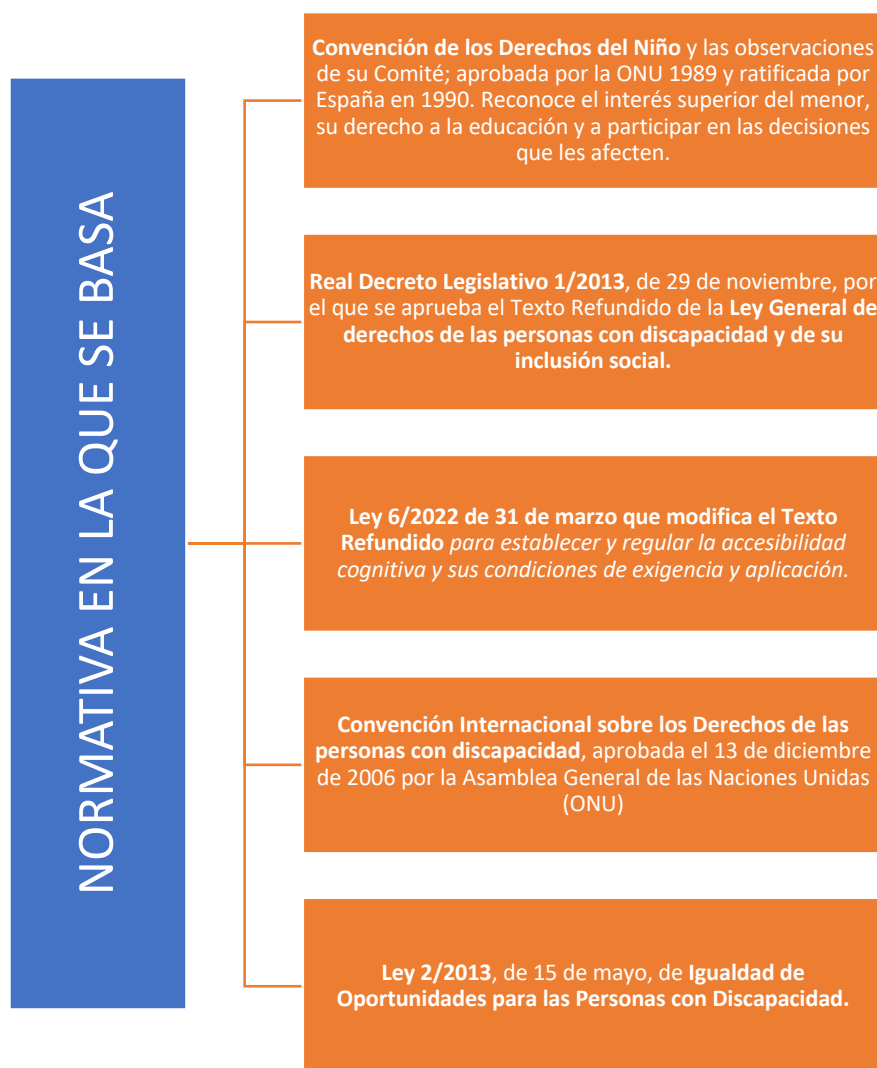 NORMATIVA EN LA QUE SE BASA
Convención de los Derechos del Niño y las observaciones
de su Comité; aprobada por la ONU 1989 y ratificada por
España en 1990. Reconoce el interés superior del menor,
su derecho a la educación y a participar en las decisiones
que les afecten.
Real Decreto Legislativo 1/2013, de 29 de noviembre, por
el que se aprueba el Texto Refundido de la Ley General de
derechos de las personas con discapacidad y de su
inclusión social.
Ley 6/2022 de 31 de marzo que modifica el Texto
Refundido para establecer y regular la accesibilidad
cognitiva y sus condiciones de exigencia y aplicación.
Convención Internacional sobre los Derechos de las
personas con discapacidad, aprobada el 13 de diciembre
de 2006 por la Asamblea General de las Naciones Unidas
(ONU)
Ley 2/2013, de 15 de mayo, de Igualdad de
Oportunidades para las Personas con Discapacidad.